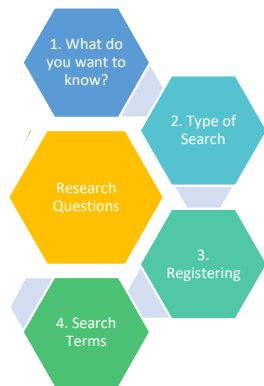 1. What do
you want to
know?
2. Type of
Search
Research
Questions
3.
Registering
4. Search
Terms